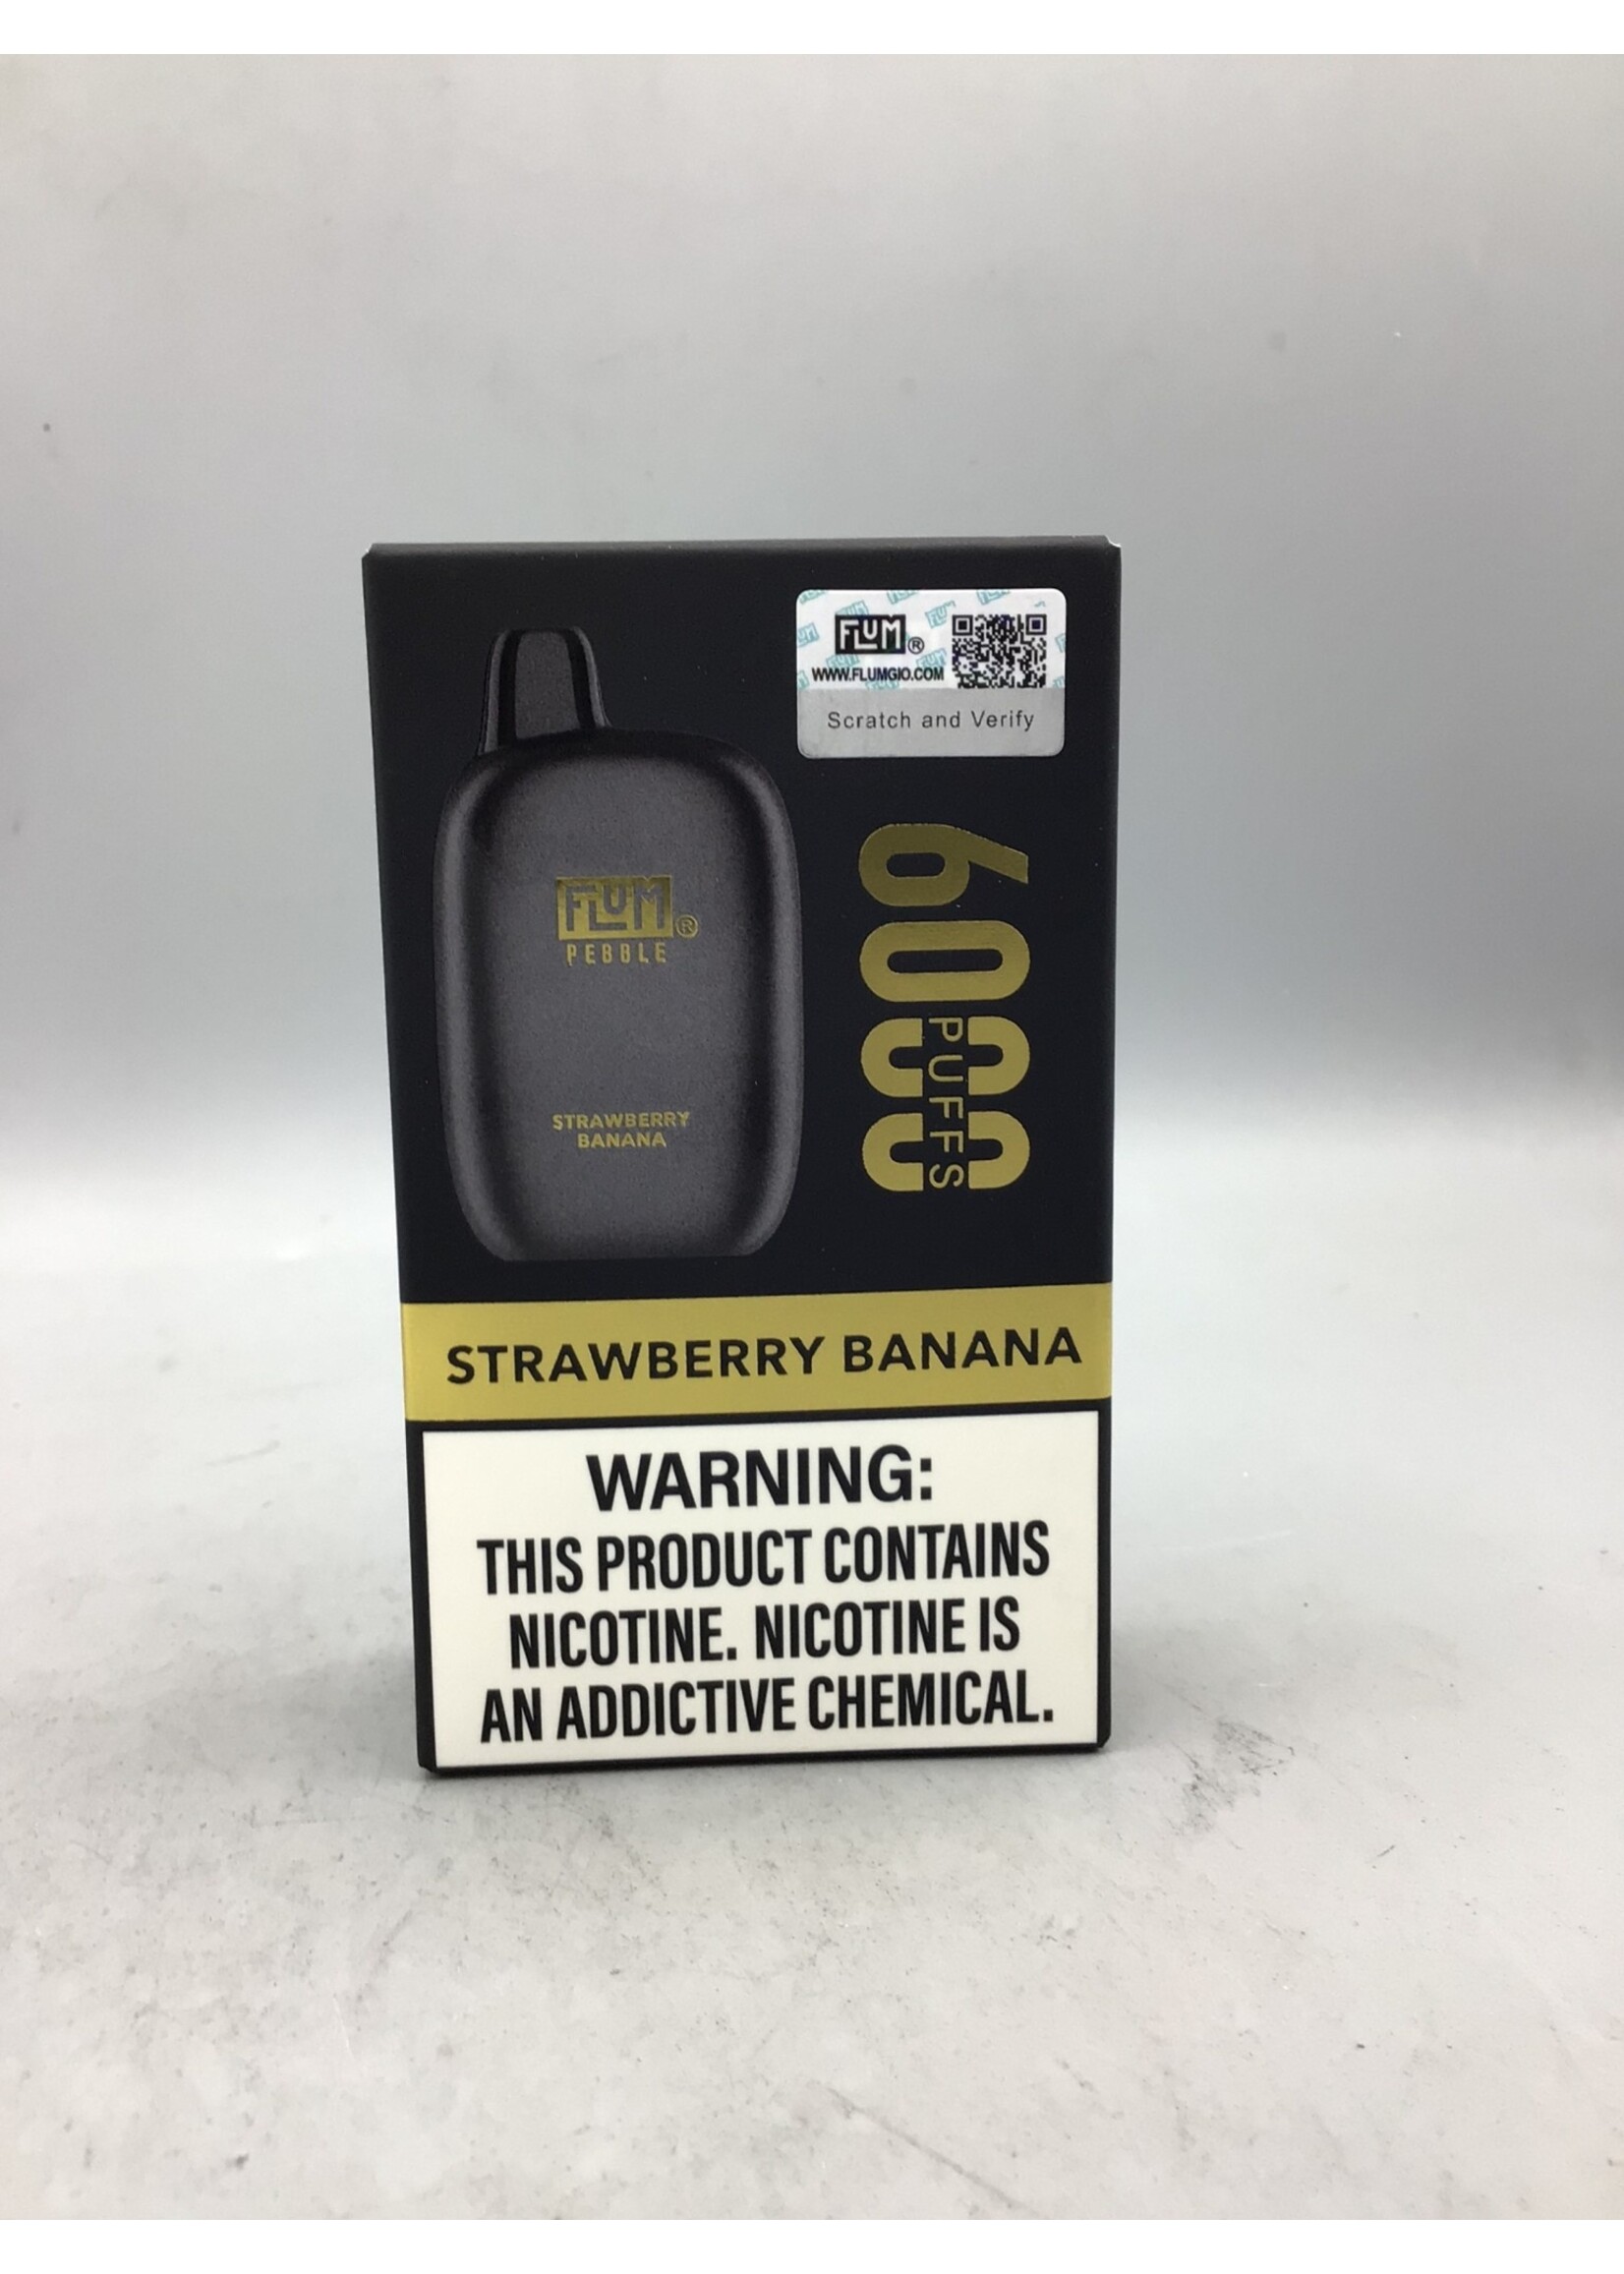 FLUM®
WWW.FLUMGIO.COM
Scratch and Verify
FLUM®
PEBBLE
STRAWBERRY
BANANA
6000
PUFFS
STRAWBERRY BANANA
WARNING:
THIS PRODUCT CONTAINS
NICOTINE. NICOTINE IS
AN ADDICTIVE CHEMICAL.